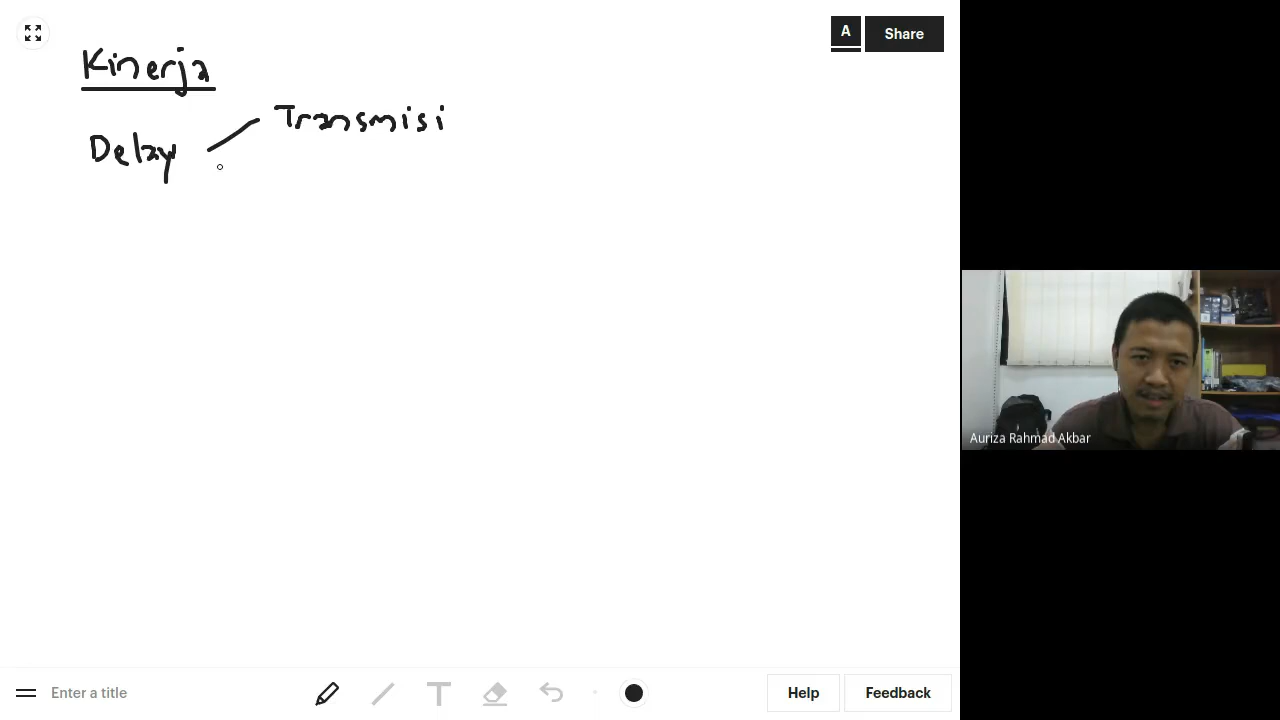 A
Share
Kinerja
Transmisi
Delay
Auriza Rahmad Akbar
Enter a title
T
Help
Feedback